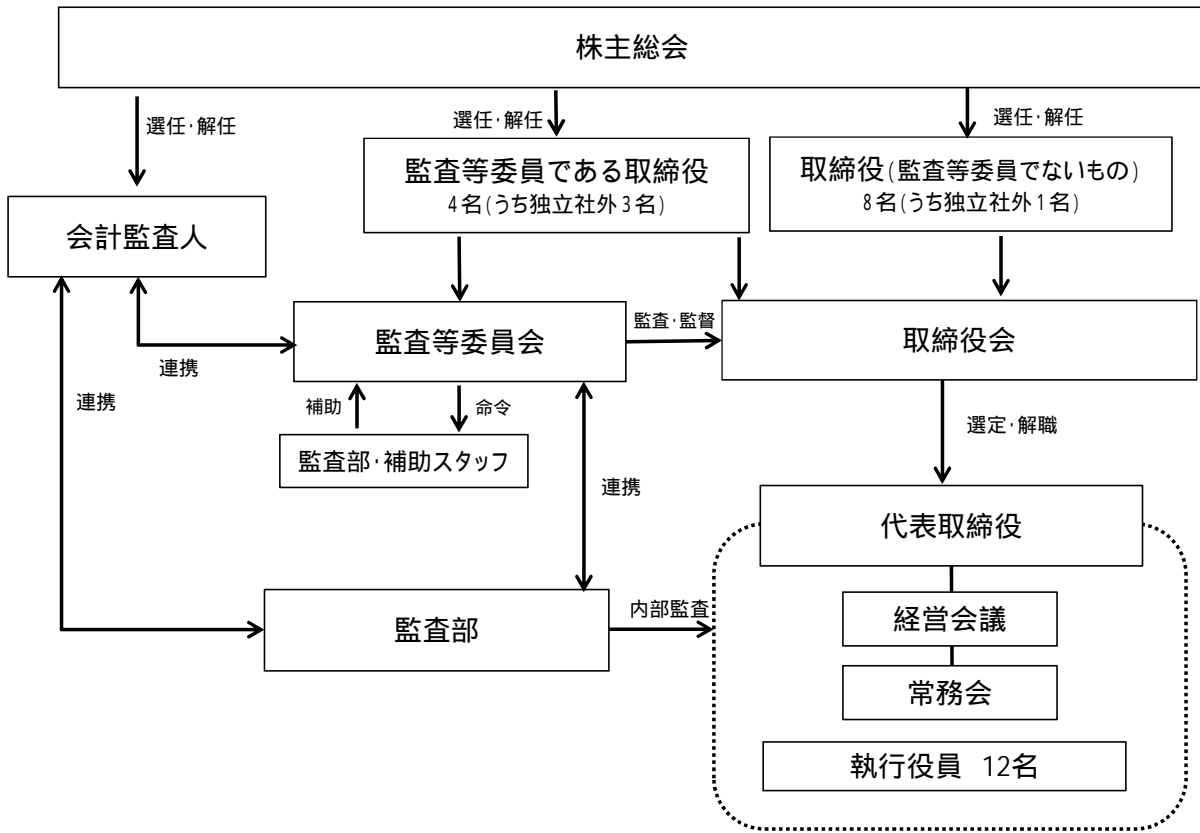 株主総会
選任･解任
選任･解任
選任･解任
監査等委員である取締役
4名(うち独立社外3名)
取締役(監査等委員でないもの)
8名(うち独立社外1名)
会計監査人
監査等委員会
監査･監督
取締役会
連携
連携
補助
命令
選定･解職
監査部･補助スタッフ
連携
代表取締役
監査部
内部監査
経営会議
常務会
執行役員 12名